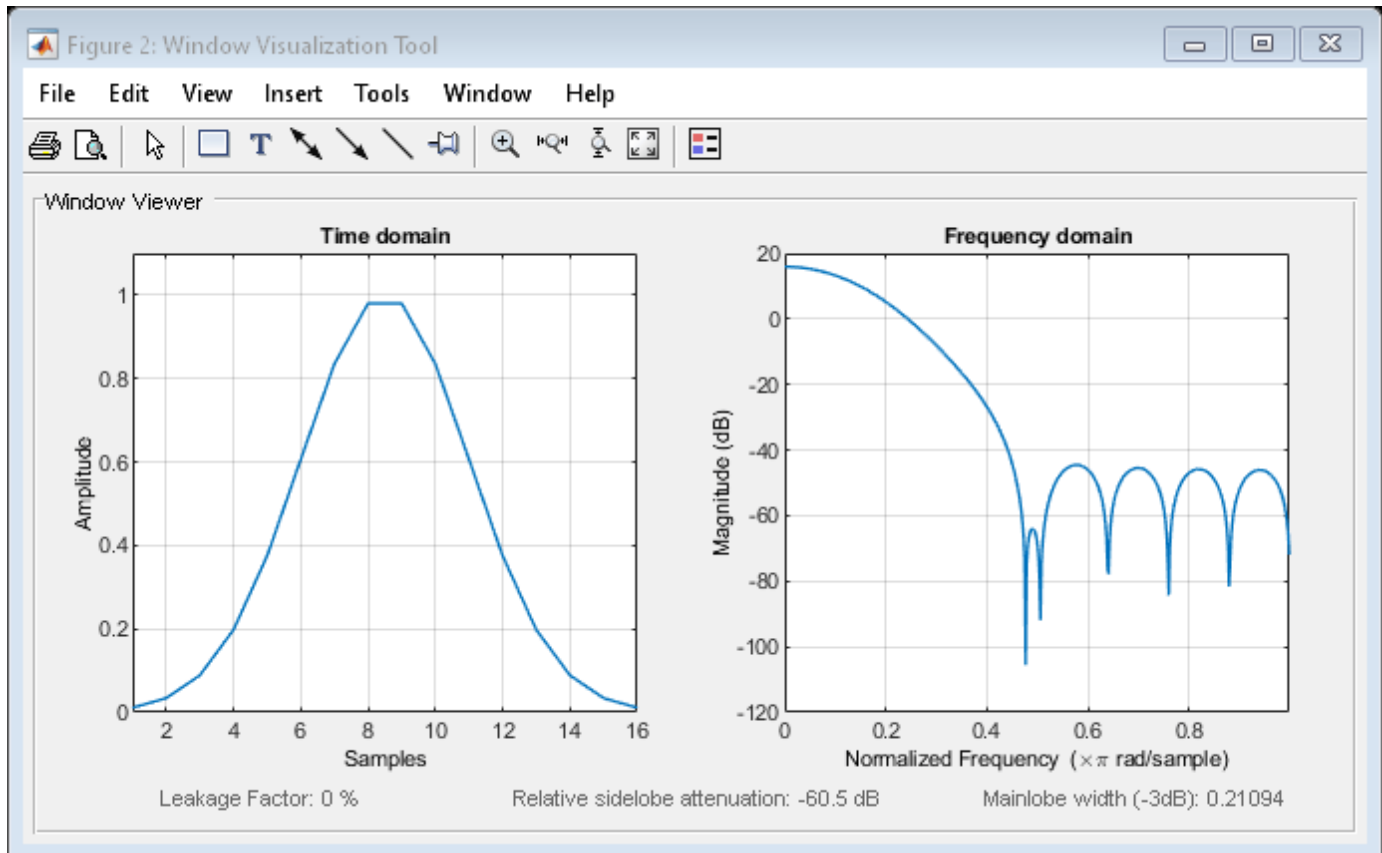 Figure 2: Window Visualization Tool
File Edit View Insert Tools Window Help
T
Window Viewer
Time domain
1
0.8
0.6
0.4
0.2
0
2 4 6 8 10 12 14 16
Amplitude
Samples
Frequency domain
20
0
-20
-40
-60
-80
-100
-120
0 0.2 0.4 0.6 0.8
Magnitude (dB)
Normalized Frequency (×π rad/sample)
Leakage Factor: 0 %
Relative sidelobe attenuation: -60.5 dB
Mainlobe width (-3dB): 0.21094